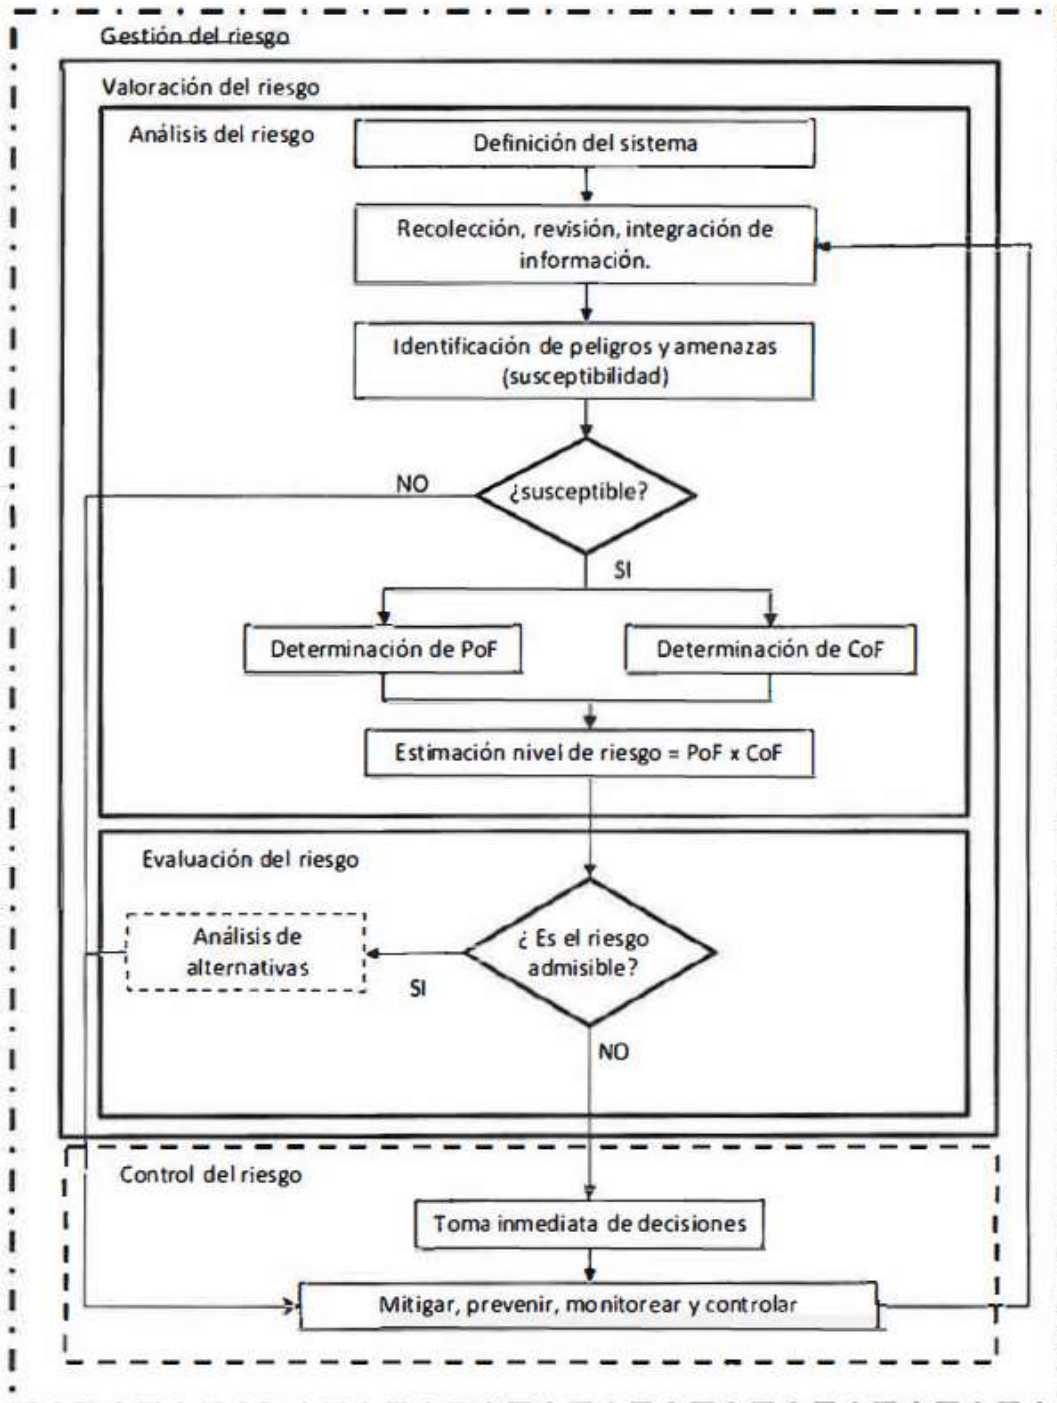 Gestión del riesgo
Valoración del riesgo
Análisis del riesgo
Definición del sistema
Recolección, revisión, integración de
información.
Identificación de peligros y amenazas
(susceptibilidad)
NO
¿susceptible?
SI
Determinación de PoF
Determinación de CoF
Estimación nivel de riesgo = PoF x CoF
Evaluación del riesgo
Análisis de
alternativas
¿ Es el riesgo
admisible?
SI
NO
Control del riesgo
Toma inmediata de decisiones
Mitigar, prevenir, monitorear y controlar